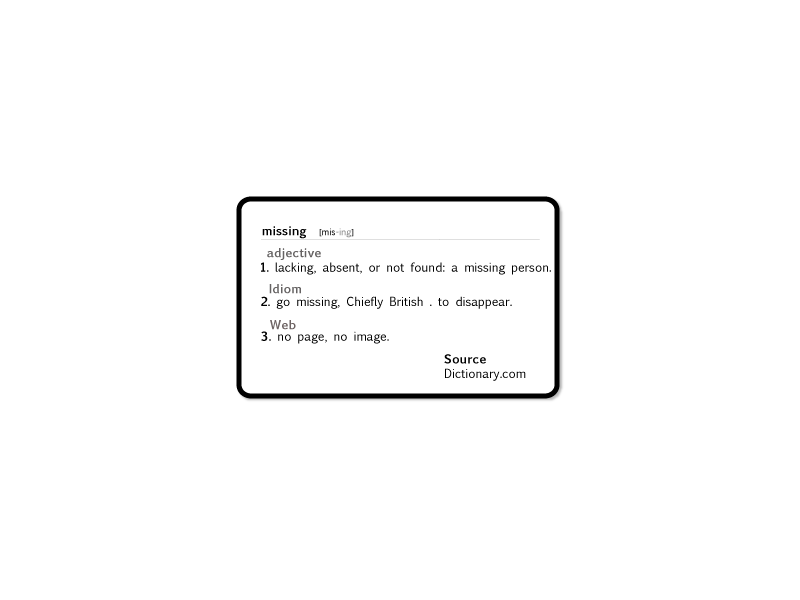 missing [mis-ing]
adjective
1. lacking, absent, or not found: a missing person.
Idiom
2. go missing, Chiefly British . to disappear.
Web
3. no page, no image.
Source
Dictionary.com